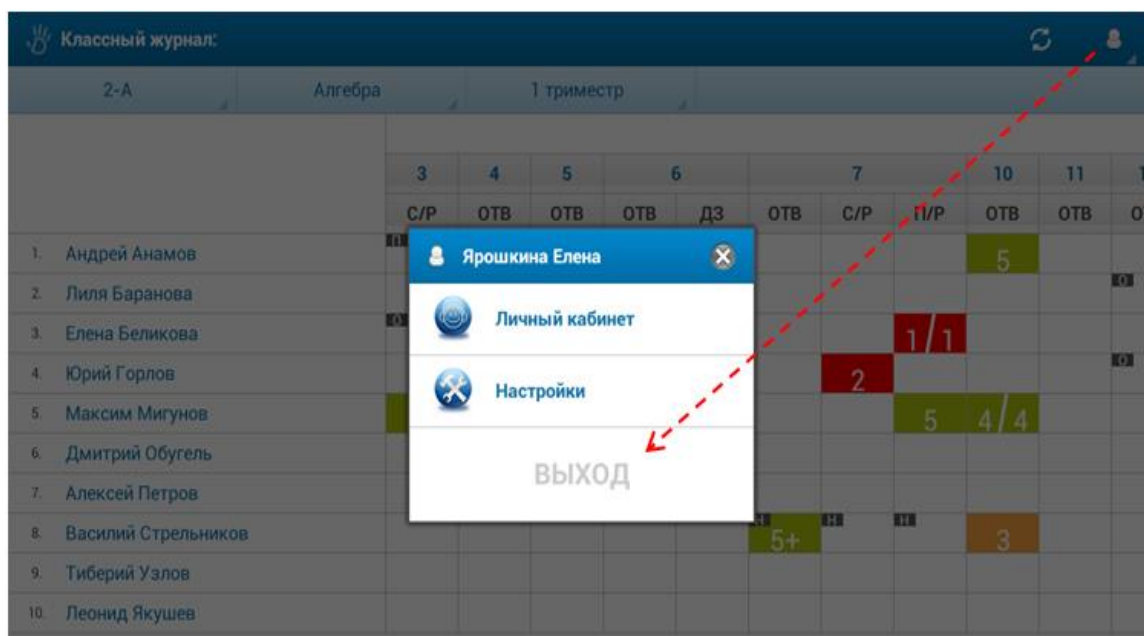 Классный журнал:
2-А Алгебра 1 триместр
3 4 5 6 7 10 11
С/Р ОТВ ОТВ ОТВ ДЗ ОТВ С/Р П/Р ОТВ ОТВ
1. Андрей Анамов П 5
2. Лиля Баранова О
3. Елена Беликова О 1/1
4. Юрий Горлов 2 О
5. Максим Мигунов 5 4/4
6. Дмитрий Обугель
7. Алексей Петров
8. Василий Стрельников Н 5+ Н Н 3
9. Тиберий Узлов
10. Леонид Якушев
Ярошкина Елена
Личный кабинет
Настройки
ВЫХОД